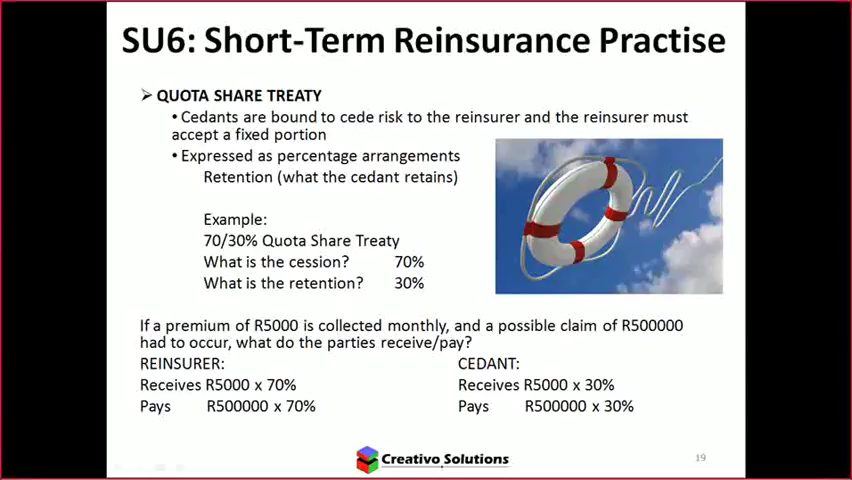 SU6: Short-Term Reinsurance Practise
➢ QUOTA SHARE TREATY
• Cedants are bound to cede risk to the reinsurer and the reinsurer must
accept a fixed portion
• Expressed as percentage arrangements
Retention (what the cedant retains)
Example:
70/30% Quota Share Treaty
What is the cession? 70%
What is the retention? 30%
If a premium of R5000 is collected monthly, and a possible claim of R500000
had to occur, what do the parties receive/pay?
REINSURER: CEDANT:
Receives R5000 x 70% Receives R5000 x 30%
Pays R500000 x 70% Pays R500000 x 30%
Creativo Solutions
19